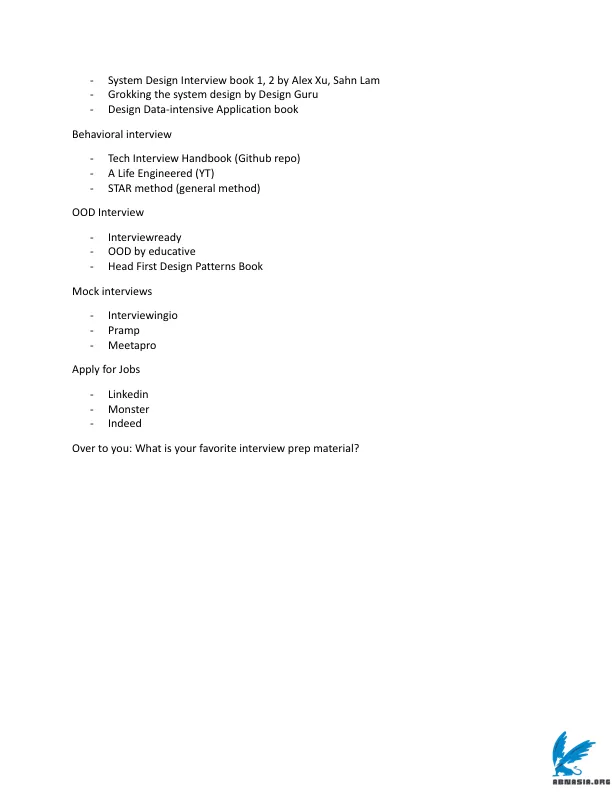 - System Design Interview book 1, 2 by Alex Xu, Sahn Lam
- Grokking the system design by Design Guru
- Design Data-intensive Application book
Behavioral interview
- Tech Interview Handbook (Github repo)
- A Life Engineered (YT)
- STAR method (general method)
OOD Interview
- Interviewready
- OOD by educative
- Head First Design Patterns Book
Mock interviews
- Interviewingio
- Pramp
- Meetapro
Apply for Jobs
- Linkedin
- Monster
- Indeed
Over to you: What is your favorite interview prep material?
ABNASIA.ORG